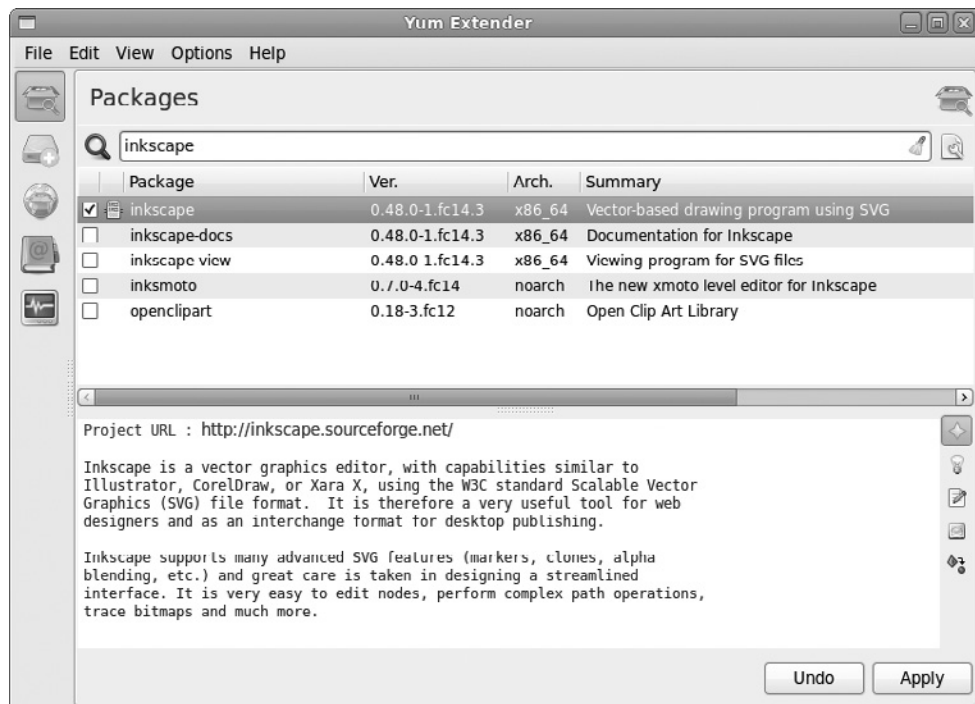 Yum Extender
File Edit View Options Help
Packages
inkscape
Package Ver. Arch. Summary
inkscape 0.48.0-1.fc14.3 x86_64 Vector-based drawing program using SVG
inkscape-docs 0.48.0-1.fc14.3 x86_64 Documentation for Inkscape
inkscape view 0.48.0 1.fc14.3 x86_64 Viewing program for SVG files
inksmoto 0.7.0-4.fc14 noarch The new xmoto level editor for Inkscape
openclipart 0.18-3.fc12 noarch Open Clip Art Library
Project URL : http://inkscape.sourceforge.net/
Inkscape is a vector graphics editor, with capabilities similar to
Illustrator, CorelDraw, or Xara X, using the W3C standard Scalable Vector
Graphics (SVG) file format. It is therefore a very useful tool for web
designers and as an interchange format for desktop publishing.
Inkscape supports many advanced SVG features (markers, clones, alpha
blending, etc.) and great care is taken in designing a streamlined
interface. It is very easy to edit nodes, perform complex path operations,
trace bitmaps and much more.
Undo Apply